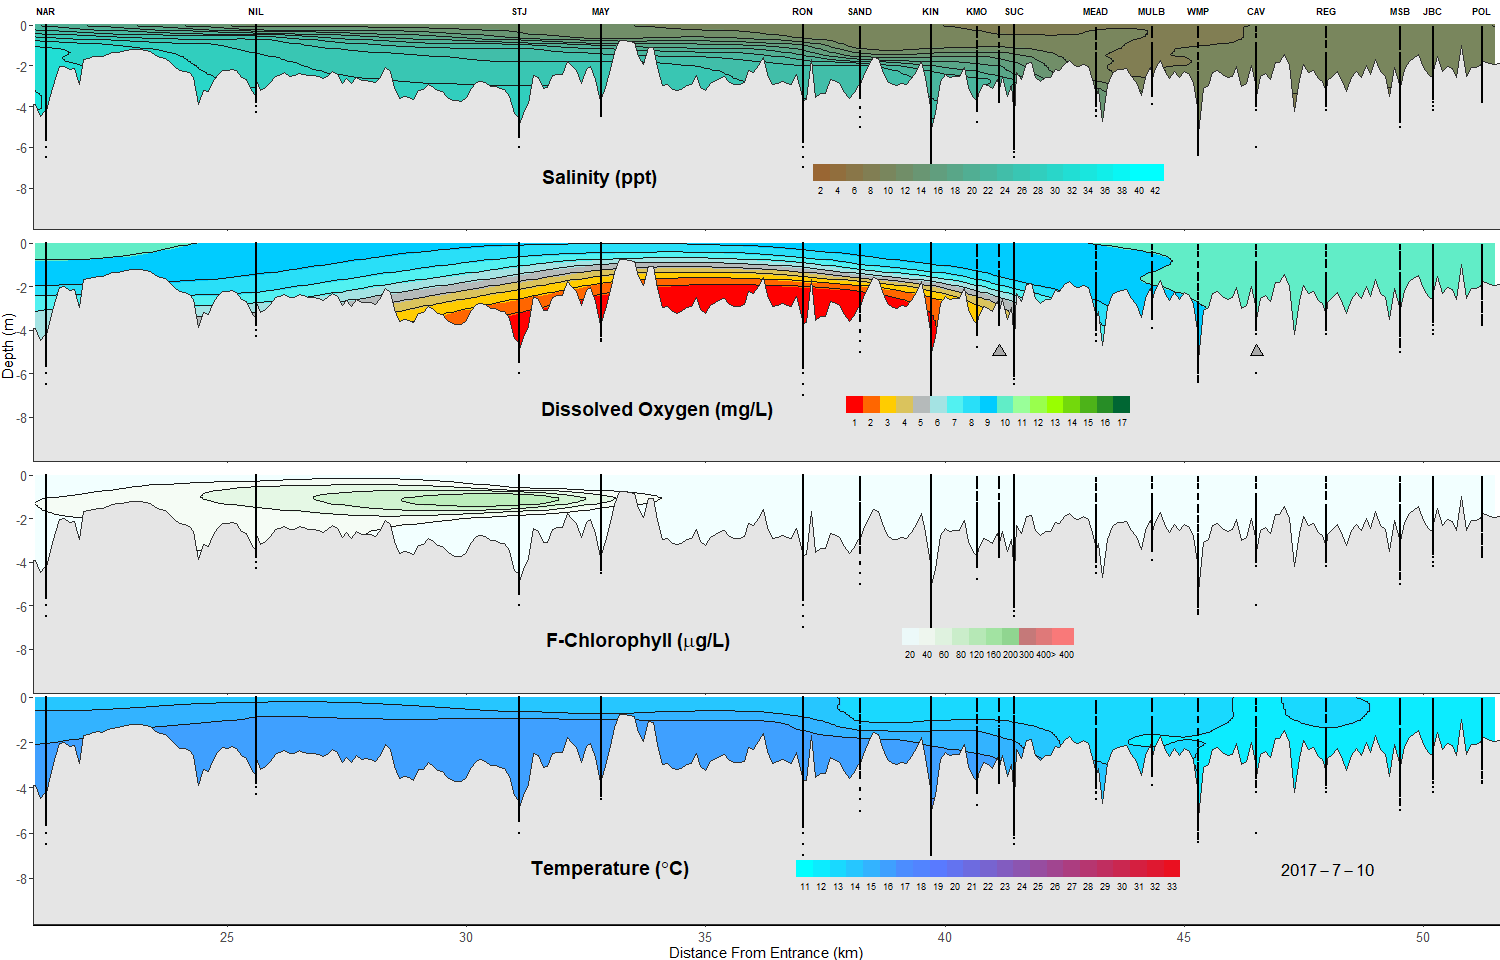 NAR NIL STJ MAY RON SAND KIN KMO SUC MEAD MULB WMP CAV REG MSB JBC POL
0
-2
-4
-6
-8
Salinity (ppt)
2 4 6 8 10 12 14 16 18 20 22 24 26 28 30 32 34 36 38 40 42
0
-2
-4
-6
-8
Depth (m)
Dissolved Oxygen (mg/L)
1 2 3 4 5 6 7 8 9 10 11 12 13 14 15 16 17
0
-2
-4
-6
-8
F-Chlorophyll (μg/L)
20 40 60 80 120 160 200 300 400> 400
0
-2
-4
-6
-8
Temperature (°C)
11 12 13 14 15 16 17 18 19 20 21 22 23 24 25 26 27 28 29 30 31 32 33
2017 – 7 – 10
25 30 35 40 45 50
Distance From Entrance (km)